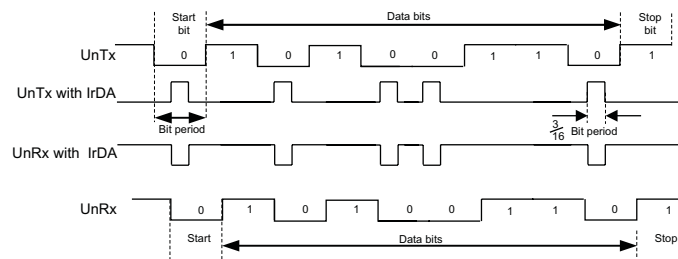 Start bit
Data bits
Stop bit
UnTx
0 1 0 1 0 0 1 1 0 1
UnTx with IrDA
Bit period
3/16 Bit period
UnRx with IrDA
UnRx
0 1 0 1 0 0 1 1 0 1
Start
Data bits
Stop